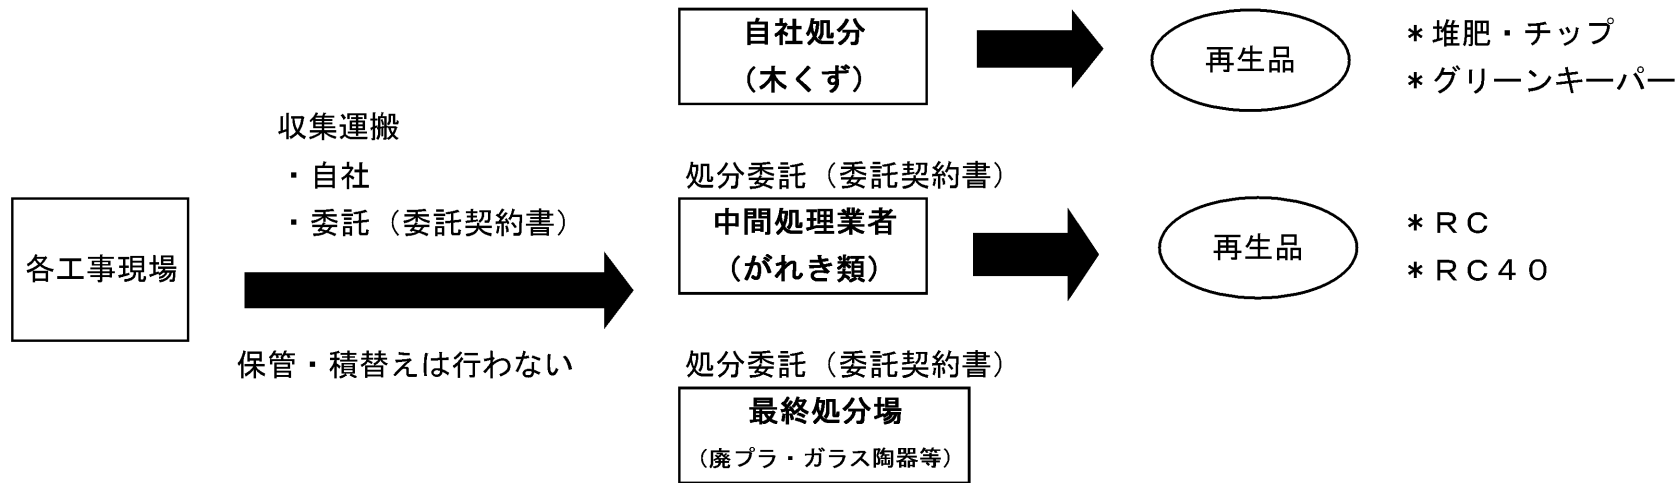 各工事現場
収集運搬
・自社
・委託（委託契約書）
保管・積替えは行わない
自社処分
（木くず）
再生品
＊堆肥・チップ
＊グリーンキーパー
処分委託（委託契約書）
中間処理業者
（がれき類）
再生品
＊ＲＣ
＊ＲＣ４０
処分委託（委託契約書）
最終処分場
（廃プラ・ガラス陶器等）